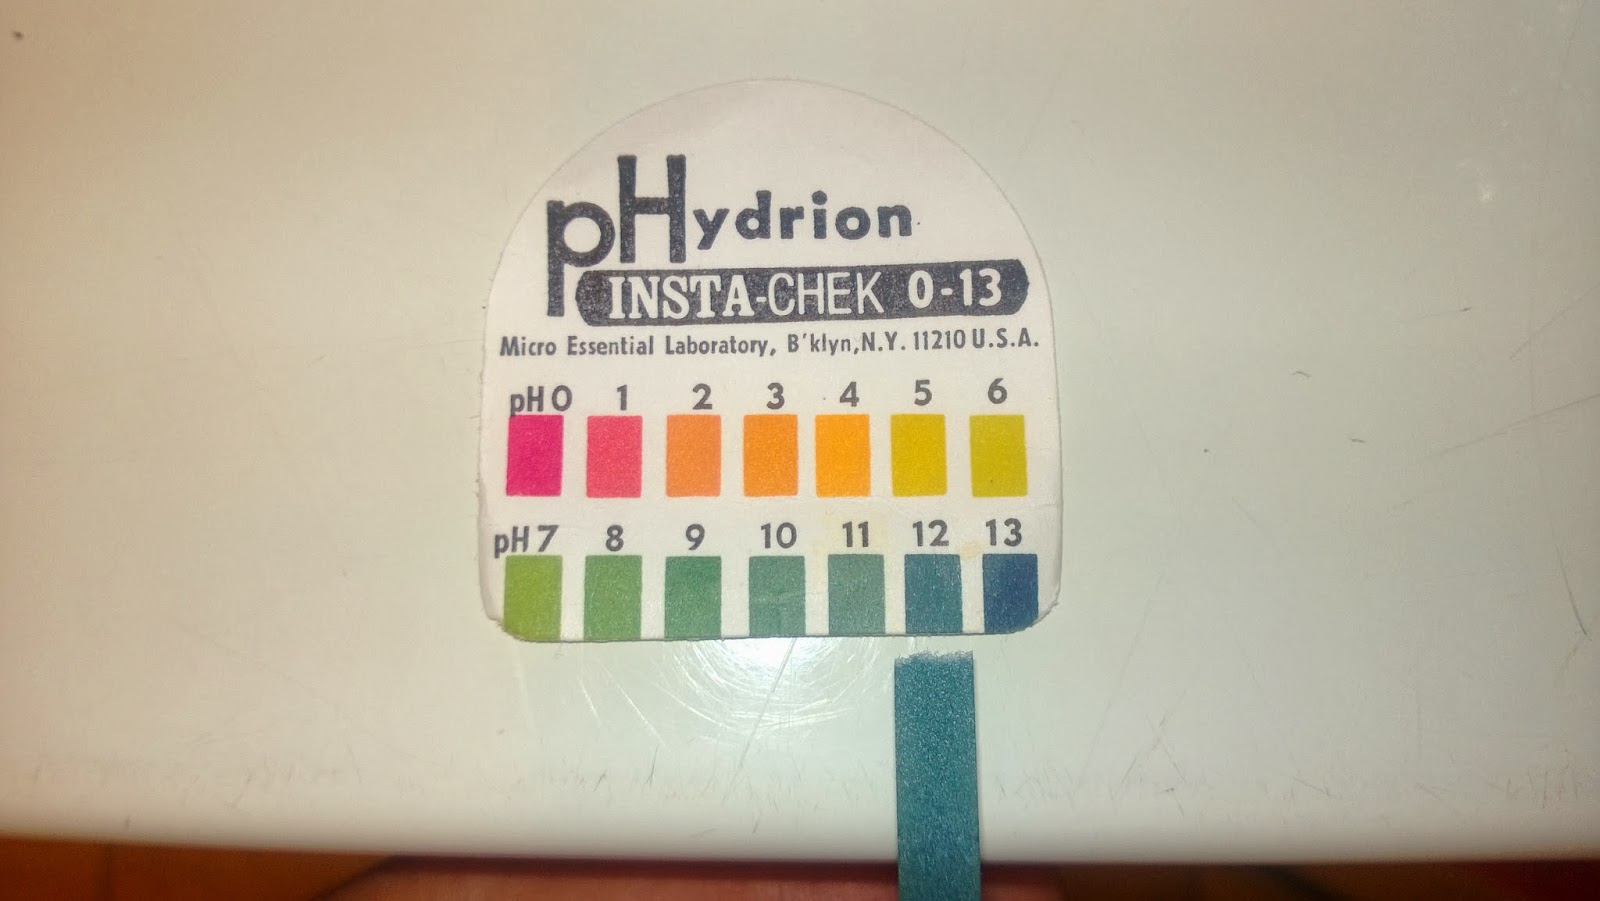 pHydrion
INSTA-CHEK 0-13
Micro Essential Laboratory, B'klyn,N.Y. 11210 U.S.A.
pH 0 1 2 3 4 5 6
pH 7 8 9 10 11 12 13